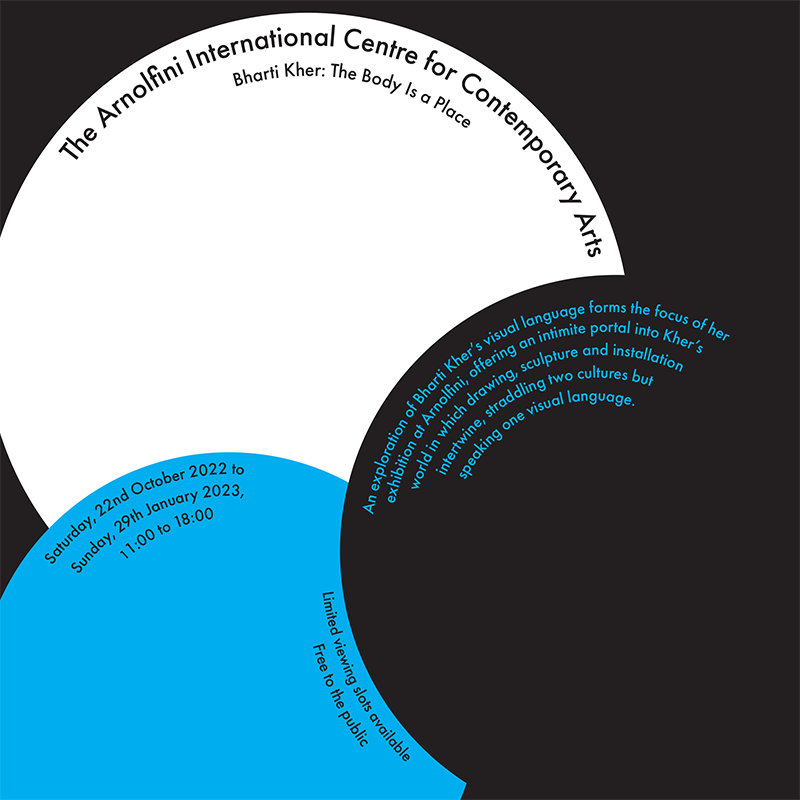 The Arnolfini International Centre for Contemporary Arts
Bharti Kher: The Body Is a Place
An exploration of Bharti Kher's visual language forms the focus of her
exhibition at Arnolfini, offering an intimite portal into Kher's
world in which drawing, sculpture and installation
intertwine, straddling two cultures but
speaking one visual language.
Saturday, 22nd October 2022 to
Sunday, 29th January 2023,
11:00 to 18:00
Limited viewing slots available
Free to the public